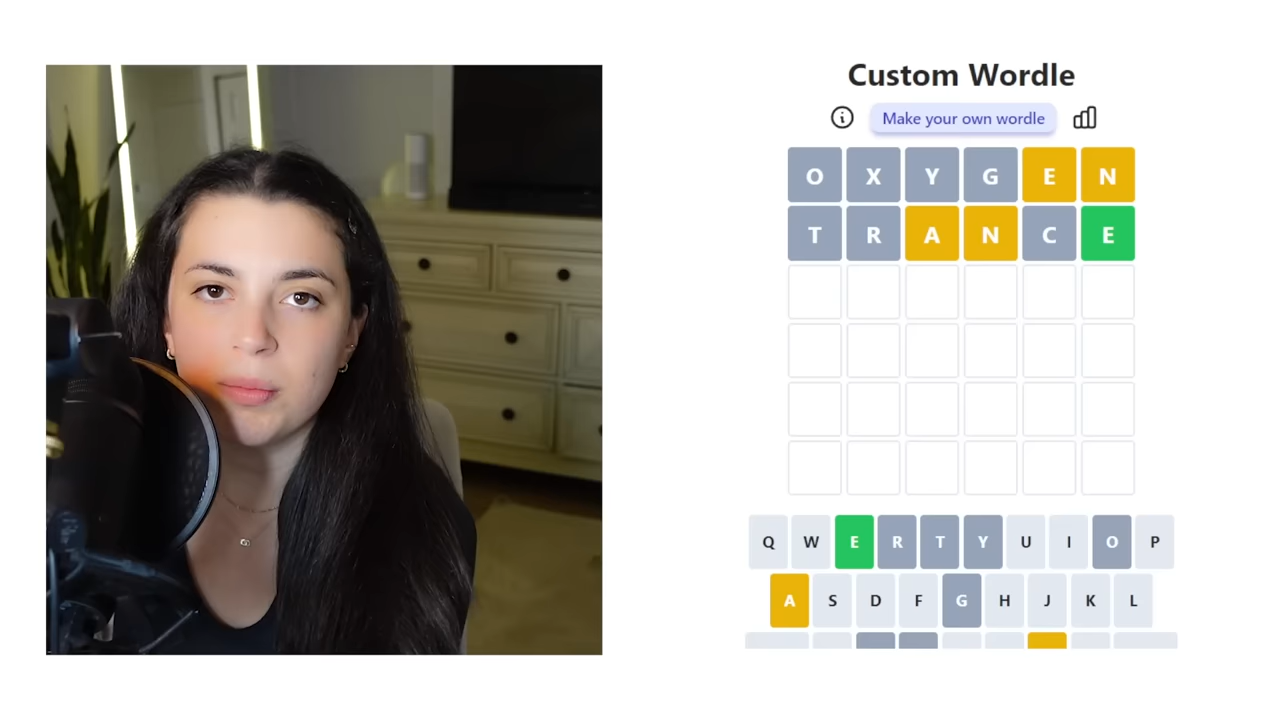 Custom Wordle
Make your own wordle
O X Y G E N
T R A N C E
Q W E R T Y U I O P
A S D F G H J K L